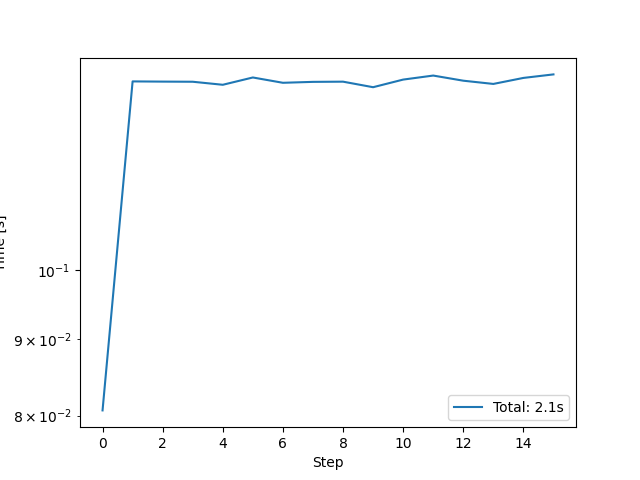 Time [s]
10⁻¹
9 × 10⁻²
8 × 10⁻²
0 2 4 6 8 10 12 14
Step
Total: 2.1s